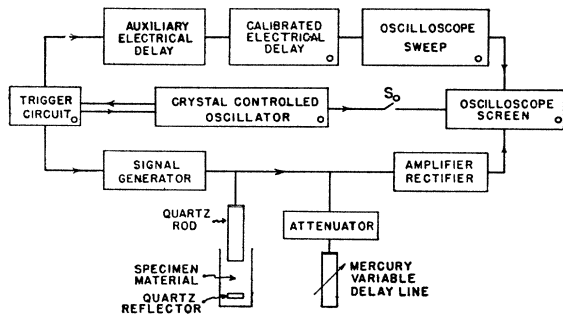 AUXILIARY
ELECTRICAL
DELAY
CALIBRATED
ELECTRICAL
DELAY
OSCILLOSCOPE
SWEEP
TRIGGER
CIRCUIT
CRYSTAL CONTROLLED
OSCILLATOR
S
OSCILLOSCOPE
SCREEN
SIGNAL
GENERATOR
AMPLIFIER
RECTIFIER
QUARTZ
ROD
ATTENUATOR
SPECIMEN
MATERIAL
QUARTZ
REFLECTOR
MERCURY
VARIABLE
DELAY LINE